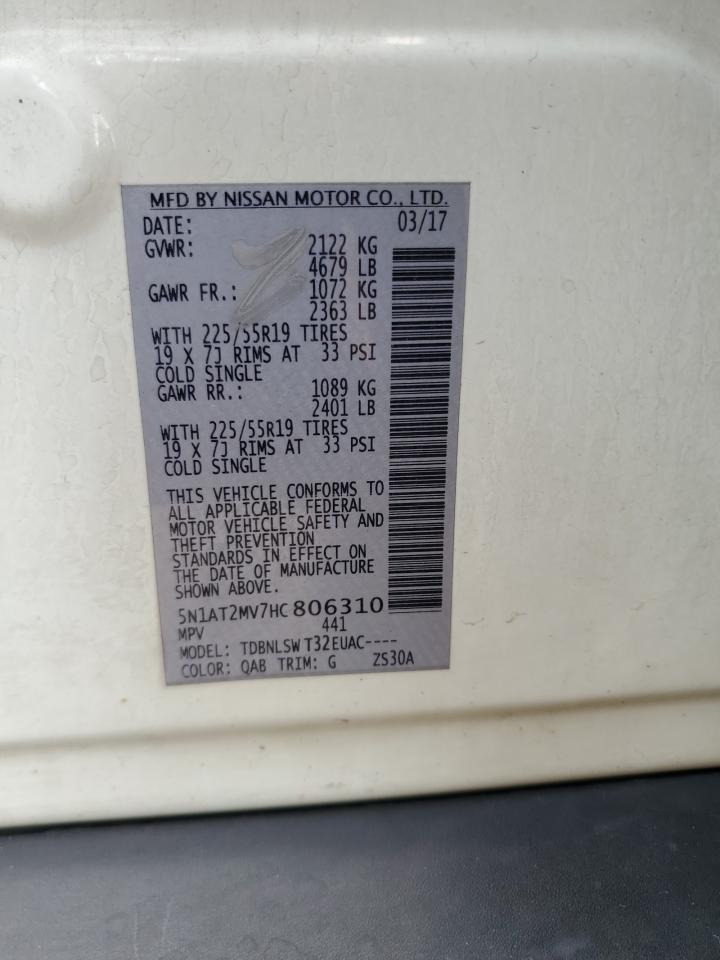 MFD BY NISSAN MOTOR CO., LTD.
DATE: 03/17
GVWR: 2122 KG
4679 LB
GAWR FR.: 1072 KG
2363 LB
WITH 225/55R19 TIRES
19 X 7J RIMS AT 33 PSI
COLD SINGLE
GAWR RR.: 1089 KG
2401 LB
WITH 225/55R19 TIRES
19 X 7J RIMS AT 33 PSI
COLD SINGLE
THIS VEHICLE CONFORMS TO
ALL APPLICABLE FEDERAL
MOTOR VEHICLE SAFETY AND
THEFT PREVENTION
STANDARDS IN EFFECT ON
THE DATE OF MANUFACTURE
SHOWN ABOVE.
5N1AT2MV7HC806310
MPV 441
MODEL: TDBNLSW T32EUAC----
COLOR: QAB TRIM: G ZS30A